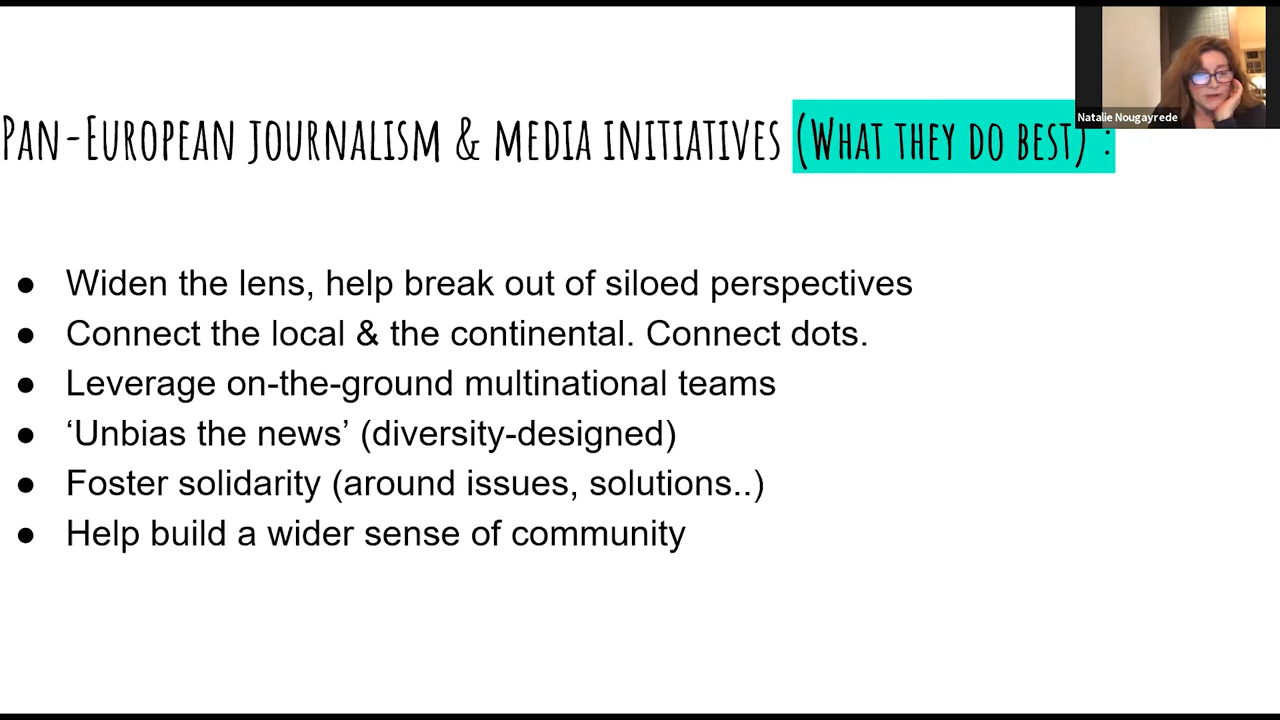 Pan-European journalism & media initiatives (What they do best) :
Natalie Nougayrede
● Widen the lens, help break out of siloed perspectives
● Connect the local & the continental. Connect dots.
● Leverage on-the-ground multinational teams
● ‘Unbias the news’ (diversity-designed)
● Foster solidarity (around issues, solutions..)
● Help build a wider sense of community